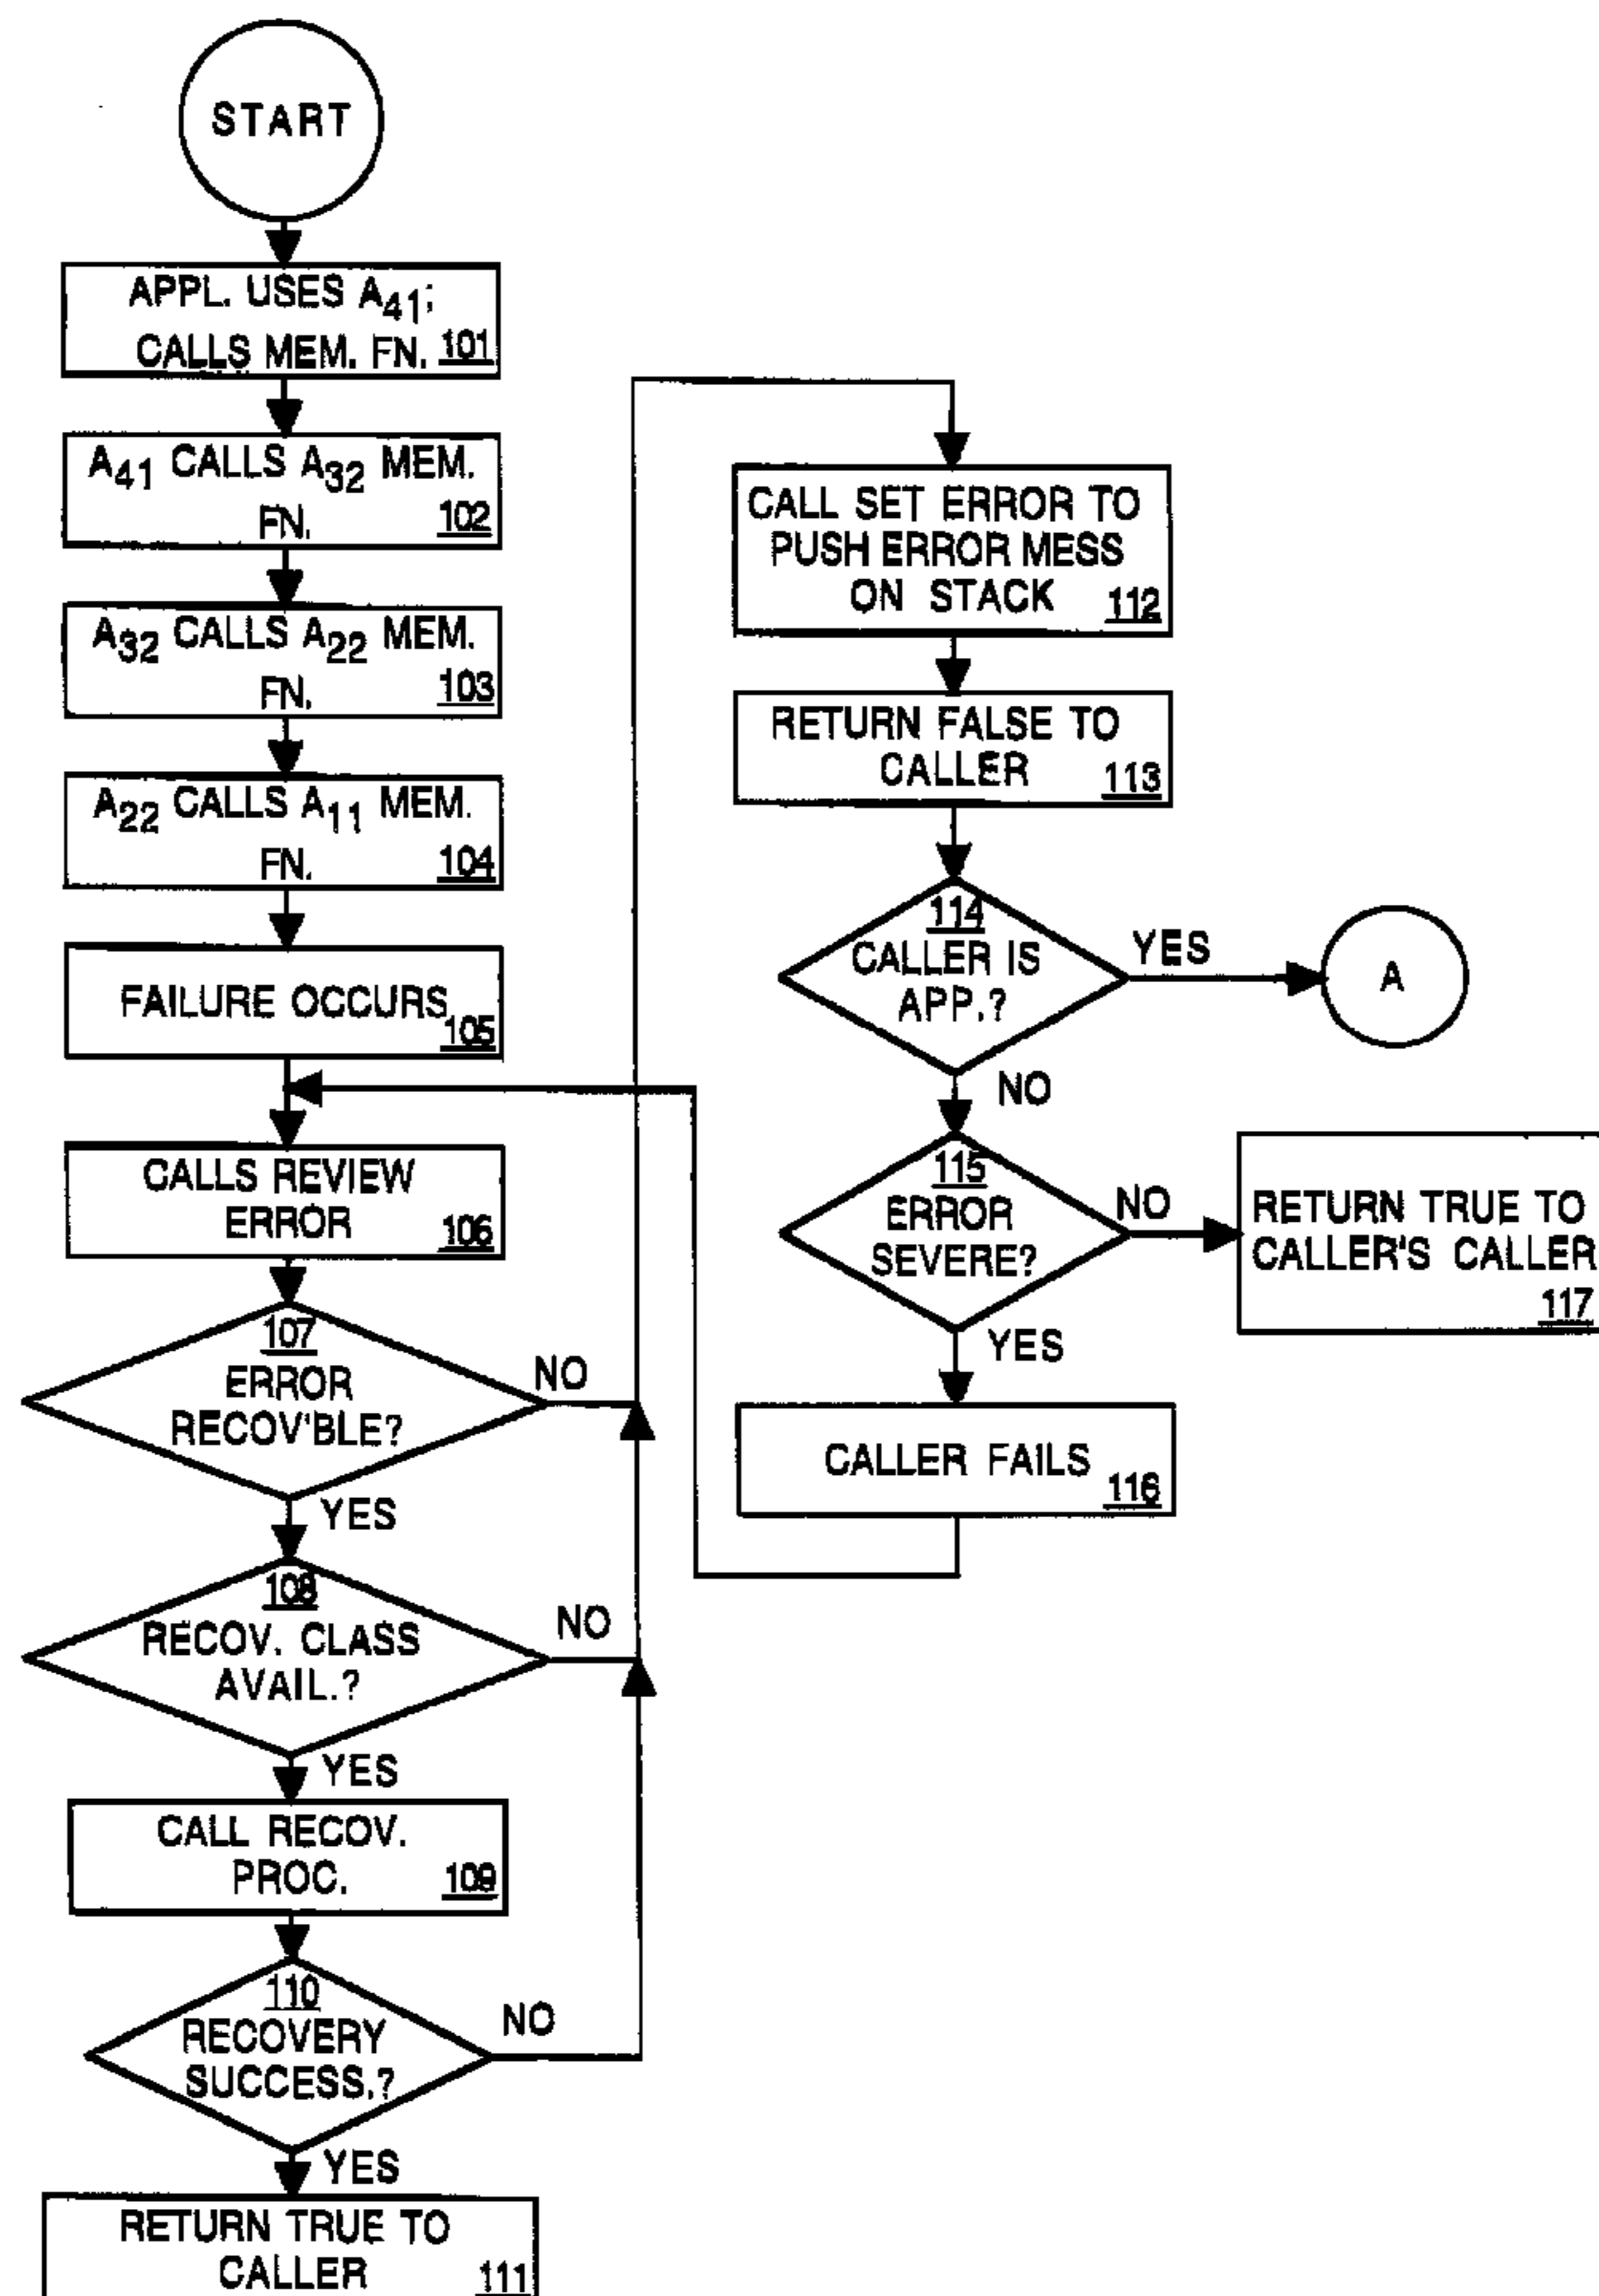 START
APPL. USES A41;
CALLS MEM. FN. 101
A41 CALLS A32 MEM.
FN. 102
A32 CALLS A22 MEM.
FN. 103
A22 CALLS A11 MEM.
FN. 104
FAILURE OCCURS 105
CALLS REVIEW
ERROR 106
107
ERROR
RECOV'BLE?
NO
YES
108
RECOV. CLASS
AVAIL.?
NO
YES
CALL RECOV.
PROC. 109
110
RECOVERY
SUCCESS.?
NO
YES
RETURN TRUE TO
CALLER 111
CALL SET ERROR TO
PUSH ERROR MESS
ON STACK 112
RETURN FALSE TO
CALLER 113
114
CALLER IS
APP.?
YES
A
NO
115
ERROR
SEVERE?
NO
RETURN TRUE TO
CALLER'S CALLER
117
YES
CALLER FAILS 116